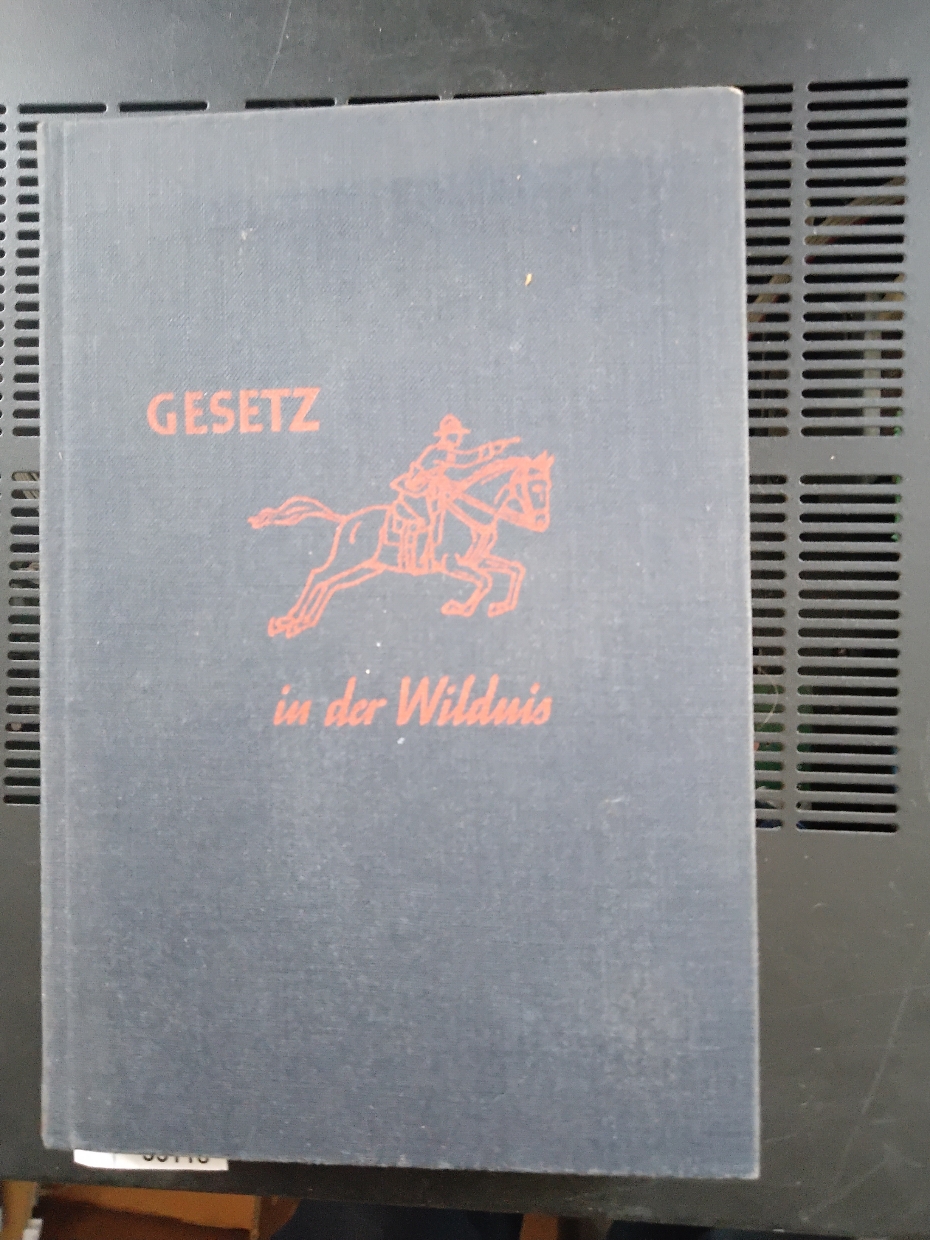 GESETZ
in der Wildnis